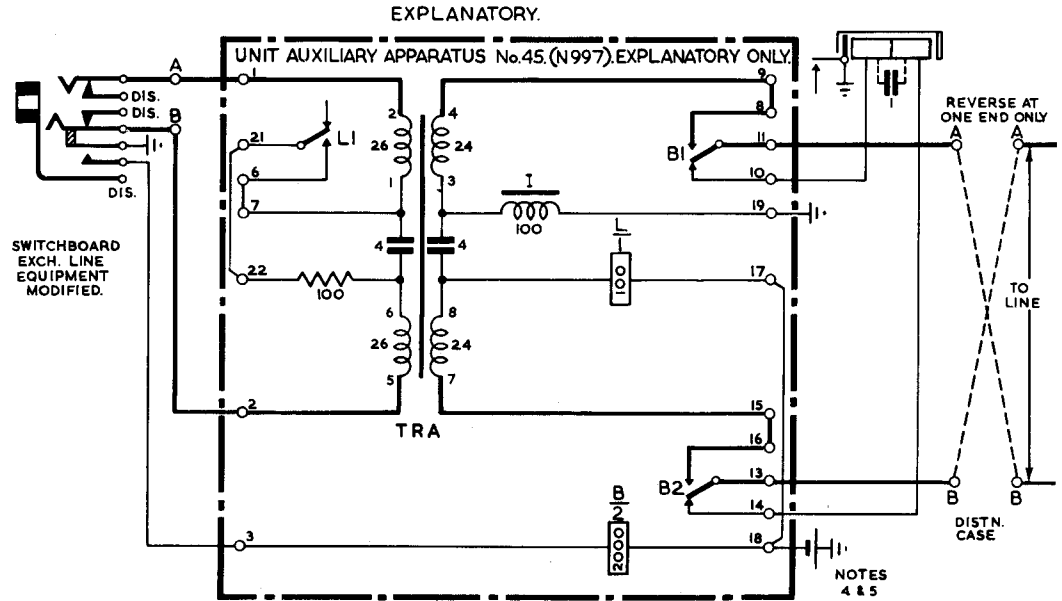 EXPLANATORY.
UNIT AUXILIARY APPARATUS No.45.(N997).EXPLANATORY ONLY.
A
1
DIS.
DIS.
B
DIS.
SWITCHBOARD
EXCH. LINE
EQUIPMENT
MODIFIED.
21
L1
6
7
22
100
2
3
2
26
1
4
4
6
26
5
4
24
3
8
24
7
TRA
I
100
L
1
100
B
2
2000
9
8
B1
11
10
19
17
15
16
B2
13
14
18
1
REVERSE AT
ONE END ONLY
A
A
TO
LINE
B
B
DISTN.
CASE
NOTES
4 & 5